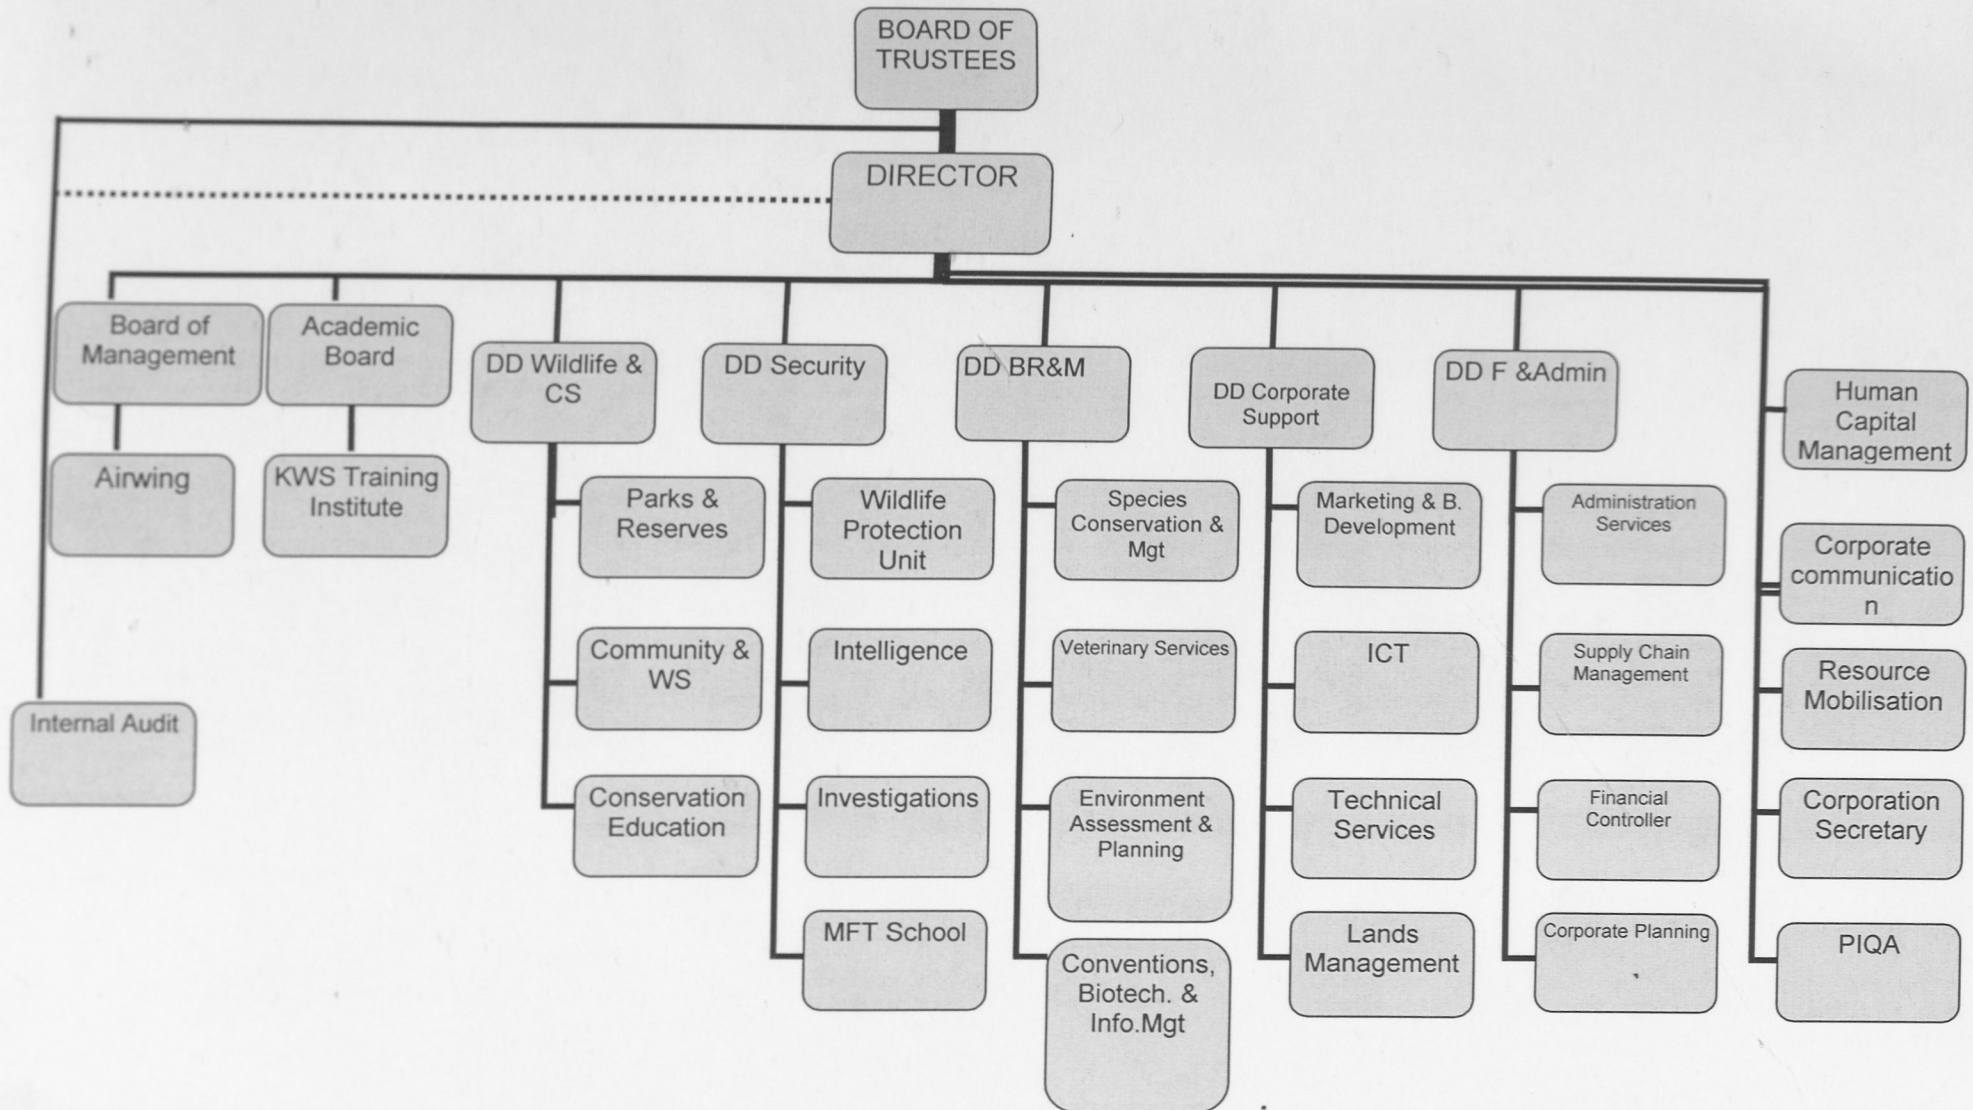 BOARD OF
TRUSTEES
DIRECTOR
Board of
Management
Academic
Board
DD Wildlife &
CS
DD Security
DD BR&M
DD Corporate
Support
DD F &Admin
Human
Capital
Management
Airwing
KWS Training
Institute
Parks &
Reserves
Wildlife
Protection
Unit
Species
Conservation &
Mgt
Marketing & B.
Development
Administration
Services
Corporate
communicatio
n
Community &
WS
Intelligence
Veterinary Services
ICT
Supply Chain
Management
Resource
Mobilisation
Internal Audit
Conservation
Education
Investigations
Environment
Assessment &
Planning
Technical
Services
Financial
Controller
Corporation
Secretary
MFT School
Conventions,
Biotech. &
Info.Mgt
Lands
Management
Corporate Planning
PIQA